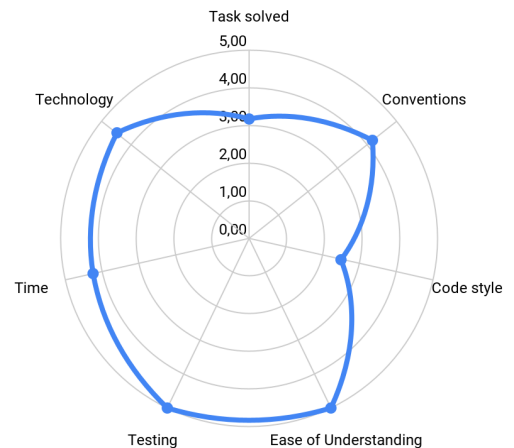 Task solved
5,00
4,00
3,00
2,00
1,00
0,00
Technology
Conventions
Time
Code style
Testing
Ease of Understanding